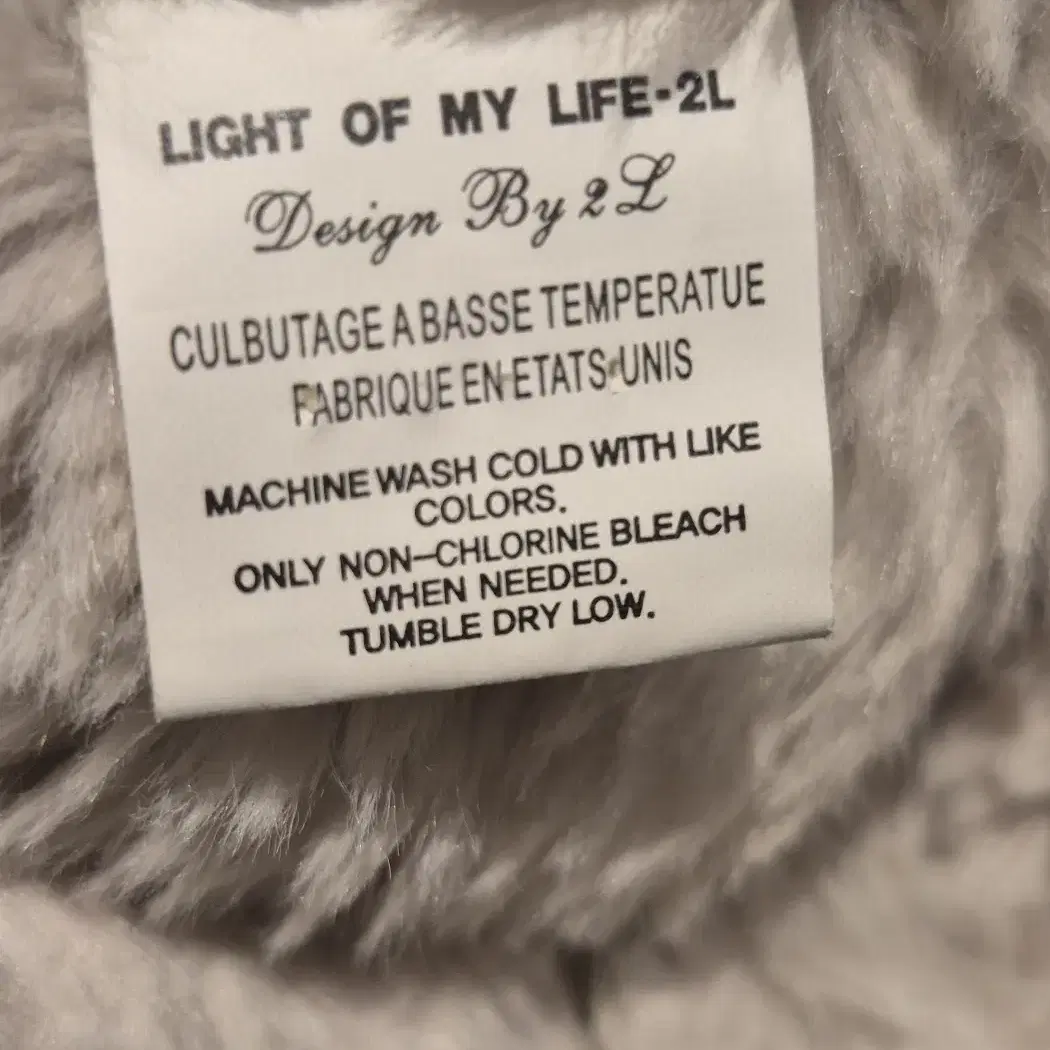 LIGHT OF MY LIFE-2L
Design By 2L
CULBUTAGE A BASSE TEMPERATUE
FABRIQUE EN ETATS-UNIS
MACHINE WASH COLD WITH LIKE
COLORS.
ONLY NON-CHLORINE BLEACH
WHEN NEEDED.
TUMBLE DRY LOW.